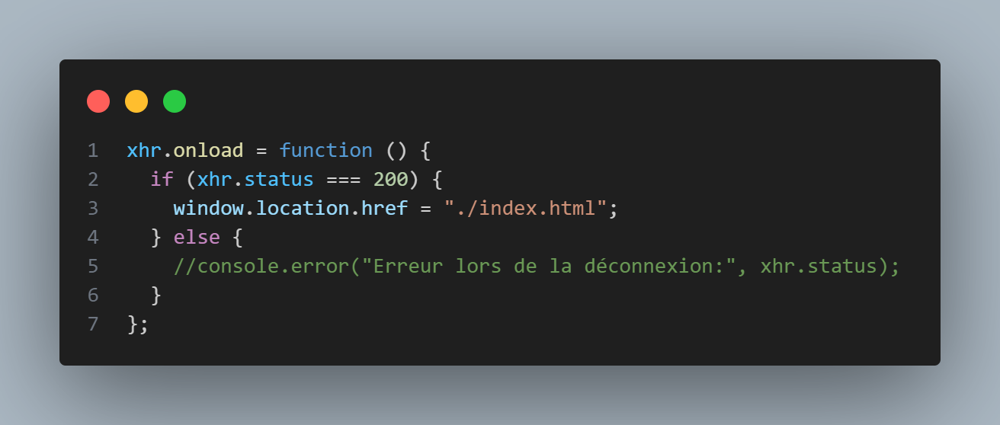 1 xhr.onload = function () {
2   if (xhr.status === 200) {
3     window.location.href = "./index.html";
4   } else {
5     //console.error("Erreur lors de la déconnexion:", xhr.status);
6   }
7 };